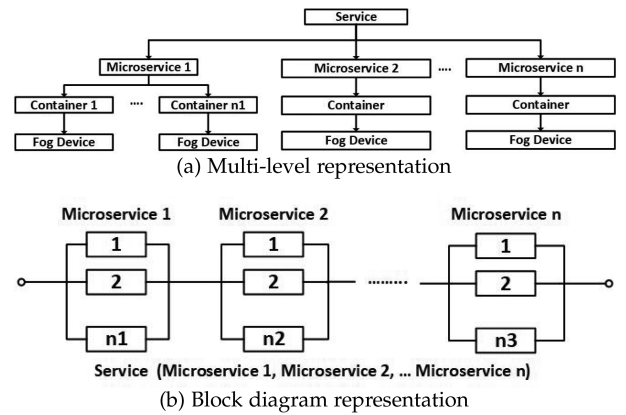 Service
Microservice 1 Microservice 2 .... Microservice n
Container 1 .... Container n1 Container Container
Fog Device Fog Device Fog Device Fog Device
(a) Multi-level representation
Microservice 1 Microservice 2 Microservice n
1 1 1
2 2 ......... 2
n1 n2 n3
Service (Microservice 1, Microservice 2, ... Microservice n)
(b) Block diagram representation